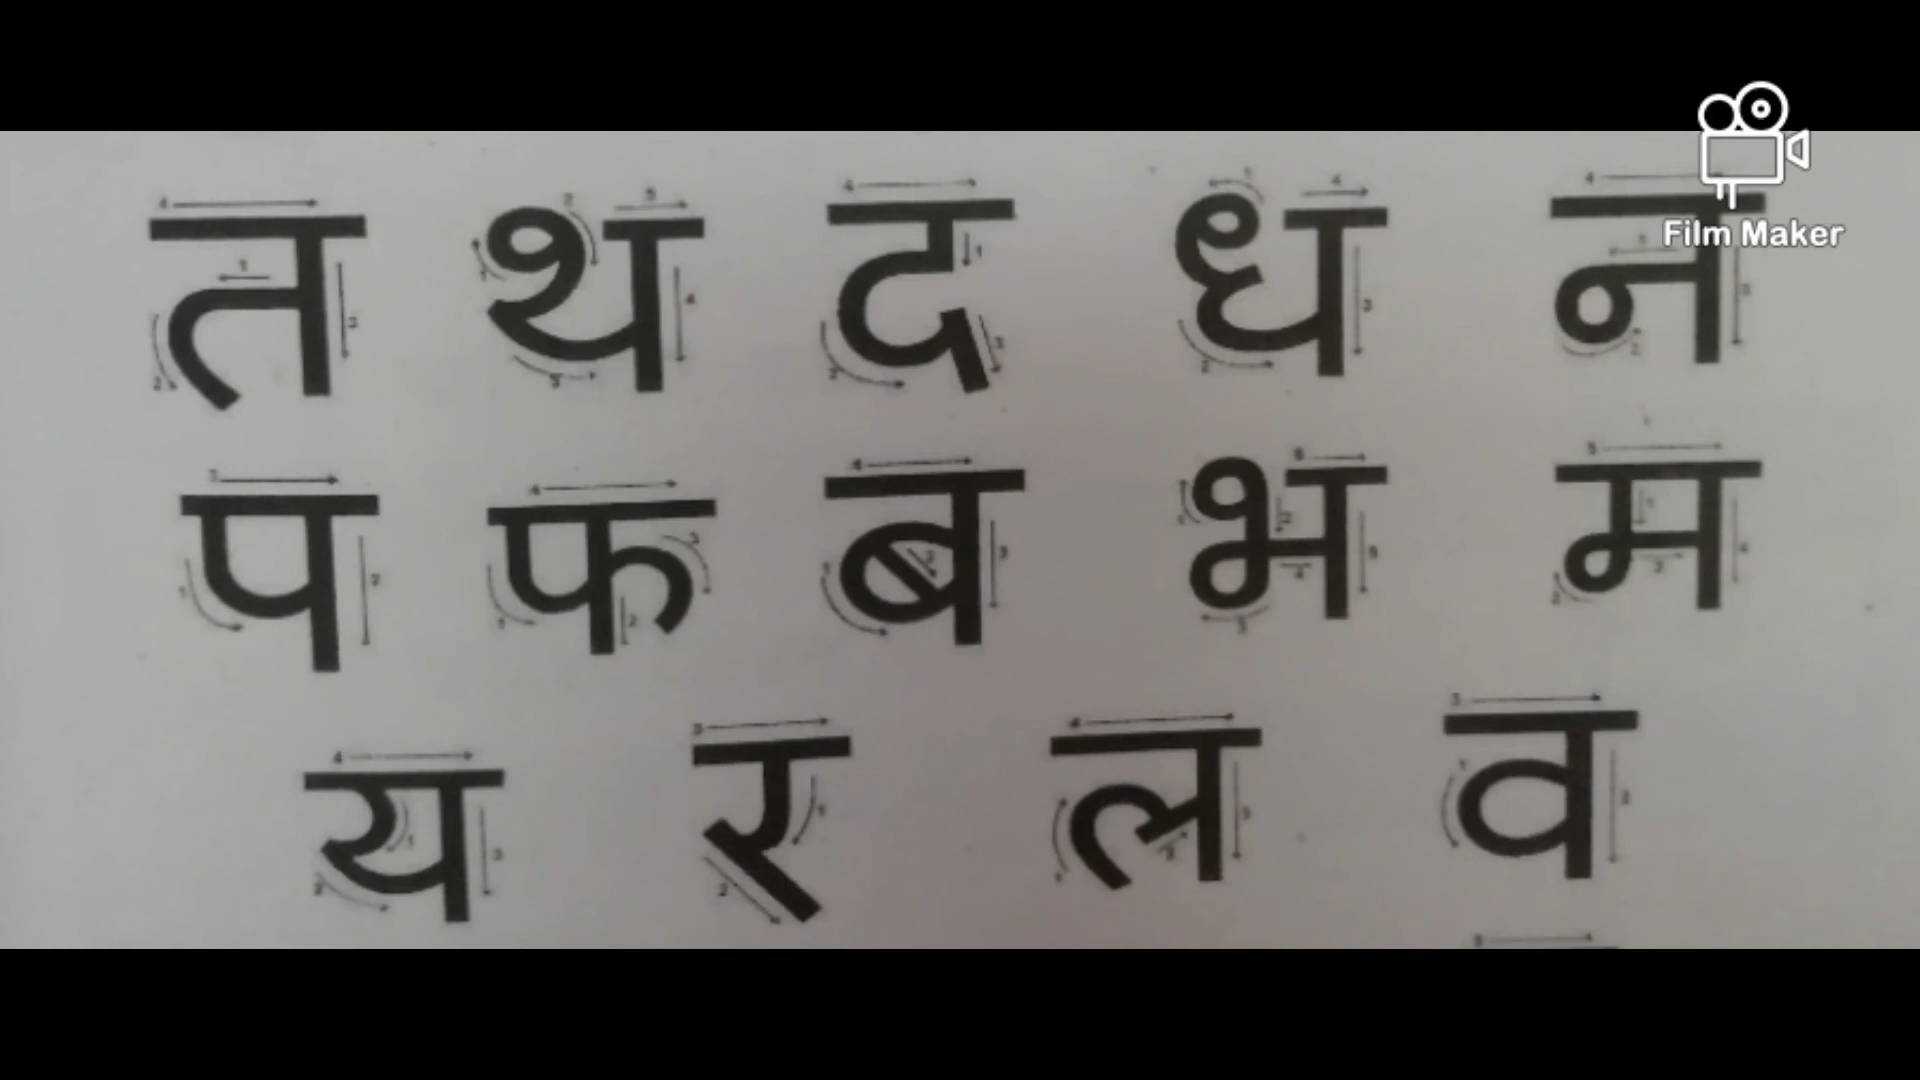 त थ द ध न
प फ ब भ म
य र ल व
Film Maker